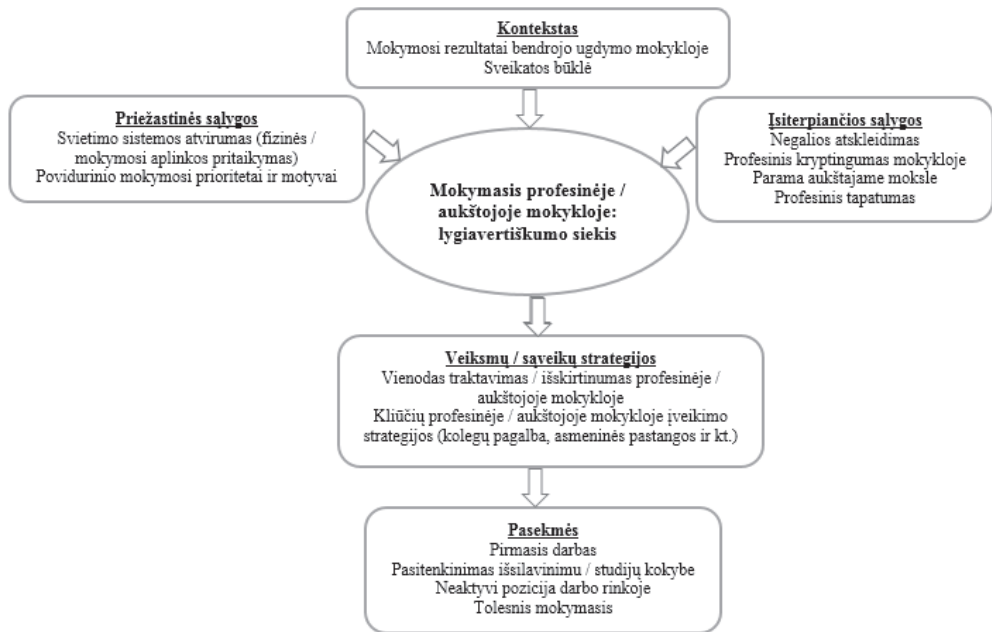 Kontekstas
Mokymosi rezultatai bendrojo ugdymo mokykloje
Sveikatos būklė
Priežastinės sąlygos
Svietimo sistemos atvirumas (fizinės /
mokymosi aplinkos pritaikymas)
Povidurinio mokymosi prioritetai ir motyvai
Įsiterpiančios sąlygos
Negalios atskleidimas
Profesinis kryptingumas mokykloje
Parama aukštajame moksle
Profesinis tapatumas
Mokymasis profesinėje /
aukštojoje mokykloje:
lygiavertiškumo siekis
Veiksmų / sąveikų strategijos
Vienodas traktavimas / išskirtinumas profesinėje /
aukštojoje mokykloje
Kliūčių profesinėje / aukštojoje mokykloje įveikimo
strategijos (kolegų pagalba, asmeninės pastangos ir kt.)
Pasekmės
Pirmasis darbas
Pasitenkinimas išsilavinimu / studijų kokybe
Neaktyvi pozicija darbo rinkoje
Tolesnis mokymasis